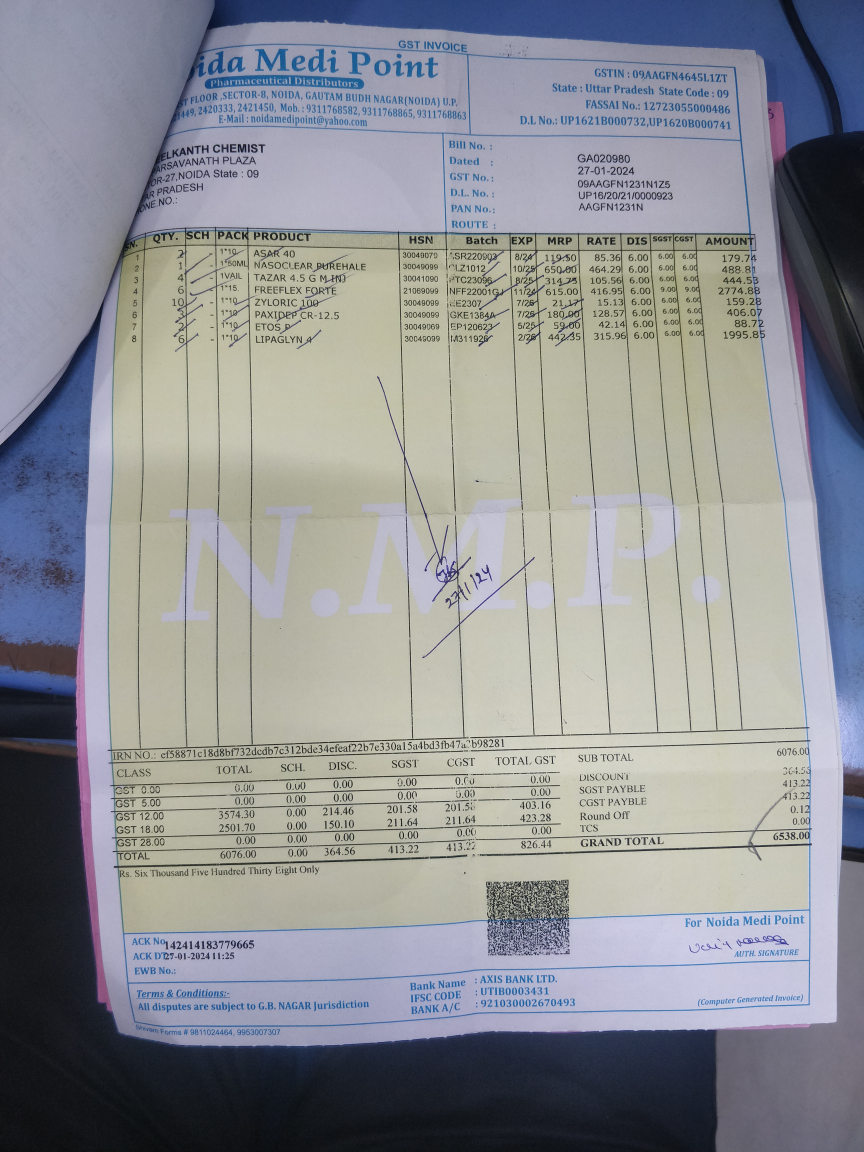 GST INVOICE
ida Medi Point
Pharmaceutical Distributors
ST FLOOR ,SECTOR-8, NOIDA, GAUTAM BUDH NAGAR(NOIDA) U.P.
1449, 2420333, 2421450, Mob. : 9311768582, 9311768865, 9311768863
E-Mail : noidamedipoint@yahoo.com
GSTIN : 09AAGFN4645L1ZT
State : Uttar Pradesh State Code : 09
FASSAI No.: 12723055000486
D.L No.: UP1621B000732,UP1620B000741
ELKANTH CHEMIST
ARSAVANATH PLAZA
OR-27,NOIDA State : 09
AR PRADESH
ONE NO.:
Bill No. : GA020980
Dated : 27-01-2024
GST No. : 09AAGFN1231N1Z5
D.L. No. : UP16/20/21/0000923
PAN No.: AAGFN1231N
ROUTE :
SN. QTY. SCH PACK PRODUCT HSN Batch EXP MRP RATE DIS SGST CGST AMOUNT
1 2 - 1*10 ASAR 40 30049079 SR220903 8/24 119.50 85.36 6.00 6.00 6.00 179.74
2 1 - 1*60ML NASOCLEAR PUREHALE 30049099 LZ1012 10/25 650.00 464.29 6.00 6.00 6.00 488.81
3 4 - 1VAIL TAZAR 4.5 G M INJ 30041090 PTC23096 8/25 314.75 105.56 6.00 6.00 6.00 444.53
4 6 - 1*15 FREEFLEX FORTE 21069099 NFF22001GJ 11/24 615.00 416.95 6.00 9.00 9.00 2774.88
5 10 - 1*10 ZYLORIC 100 30049099 EE2307 7/26 21.17 15.13 6.00 6.00 6.00 159.28
6 3 - 1*10 PAXIDEP CR-12.5 30049099 GKE1384A 7/26 180.00 128.57 6.00 6.00 6.00 406.07
7 2 - 1*10 ETOS P 30049069 EP120623 5/25 59.00 42.14 6.00 6.00 6.00 88.72
8 6 - 1*10 LIPAGLYN 4 30049099 M311926 2/26 442.35 315.96 6.00 6.00 6.00 1995.85
N.M.P.
27/1/24
IRN NO.: ef58871c18d8bf732dcdb7c312bde34efeaf22b7e330a15a4bd3fb47a2b98281
CLASS TOTAL SCH. DISC. SGST CGST TOTAL GST
GST 0.00 0.00 0.00 0.00 0.00 0.00 0.00
GST 5.00 0.00 0.00 0.00 0.00 0.00 0.00
GST 12.00 3574.30 0.00 214.46 201.58 201.58 403.16
GST 18.00 2501.70 0.00 150.10 211.64 211.64 423.28
GST 28.00 0.00 0.00 0.00 0.00 0.00 0.00
TOTAL 6076.00 0.00 364.56 413.22 413.22 826.44
SUB TOTAL 6076.00
DISCOUNT 364.56
SGST PAYBLE 413.22
CGST PAYBLE 413.22
Round Off 0.12
TCS 0.00
GRAND TOTAL 6538.00
Rs. Six Thousand Five Hundred Thirty Eight Only
ACK No 142414183779665
ACK DT 27-01-2024 11:25
EWB No.:
For Noida Medi Point
AUTH. SIGNATURE
Terms & Conditions:-
All disputes are subject to G.B. NAGAR Jurisdiction
Bank Name : AXIS BANK LTD.
IFSC CODE : UTIB0003431
BANK A/C : 921030002670493
(Computer Generated Invoice)
Shivam Forms # 9811024464, 9953007307